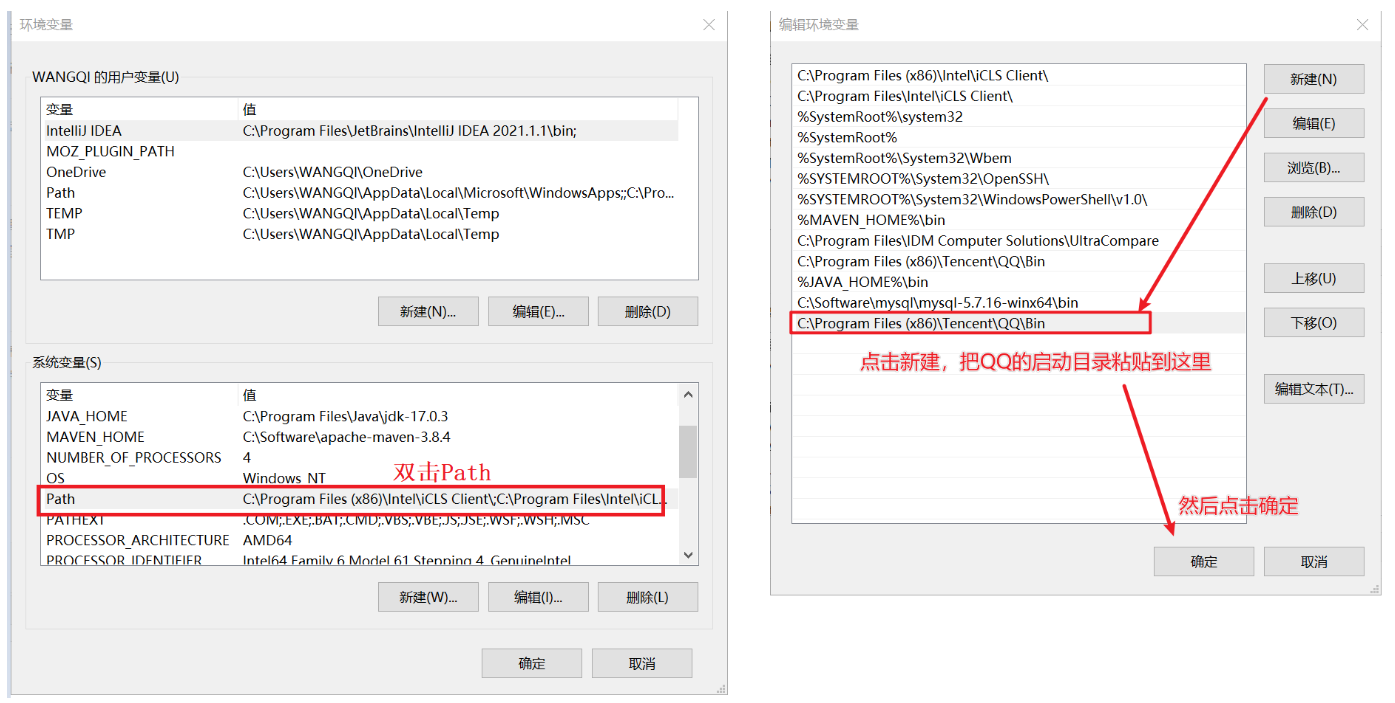 环境变量
WANGQI 的用户变量(U)
变量 值
IntelliJ IDEA C:\Program Files\JetBrains\IntelliJ IDEA 2021.1.1\bin;
MOZ_PLUGIN_PATH
OneDrive C:\Users\WANGQI\OneDrive
Path C:\Users\WANGQI\AppData\Local\Microsoft\WindowsApps;;C:\Pro...
TEMP C:\Users\WANGQI\AppData\Local\Temp
TMP C:\Users\WANGQI\AppData\Local\Temp
新建(N)... 编辑(E)... 删除(D)
系统变量(S)
变量 值
JAVA_HOME C:\Program Files\Java\jdk-17.0.3
MAVEN_HOME C:\Software\apache-maven-3.8.4
NUMBER_OF_PROCESSORS 4
OS Windows_NT
双击Path
Path C:\Program Files (x86)\Intel\iCLS Client\;C:\Program Files\Intel\iCL...
PATHEXT .COM;.EXE;.BAT;.CMD;.VBS;.VBE;.JS;.JSE;.WSF;.WSH;.MSC
PROCESSOR_ARCHITECTURE AMD64
PROCESSOR_IDENTIFIER Intel64 Family 6 Model 61 Stepping 4, GenuineIntel
新建(W)... 编辑(I)... 删除(L)
确定 取消
编辑环境变量
C:\Program Files (x86)\Intel\iCLS Client\
C:\Program Files\Intel\iCLS Client\
%SystemRoot%\system32
%SystemRoot%
%SystemRoot%\System32\Wbem
%SYSTEMROOT%\System32\OpenSSH\
%SYSTEMROOT%\System32\WindowsPowerShell\v1.0\
%MAVEN_HOME%\bin
C:\Program Files\IDM Computer Solutions\UltraCompare
C:\Program Files (x86)\Tencent\QQ\Bin
%JAVA_HOME%\bin
C:\Software\mysql\mysql-5.7.16-winx64\bin
C:\Program Files (x86)\Tencent\QQ\Bin
点击新建，把QQ的启动目录粘贴到这里
然后点击确定
新建(N)
编辑(E)
浏览(B)...
删除(D)
上移(U)
下移(O)
编辑文本(T)...
确定 取消